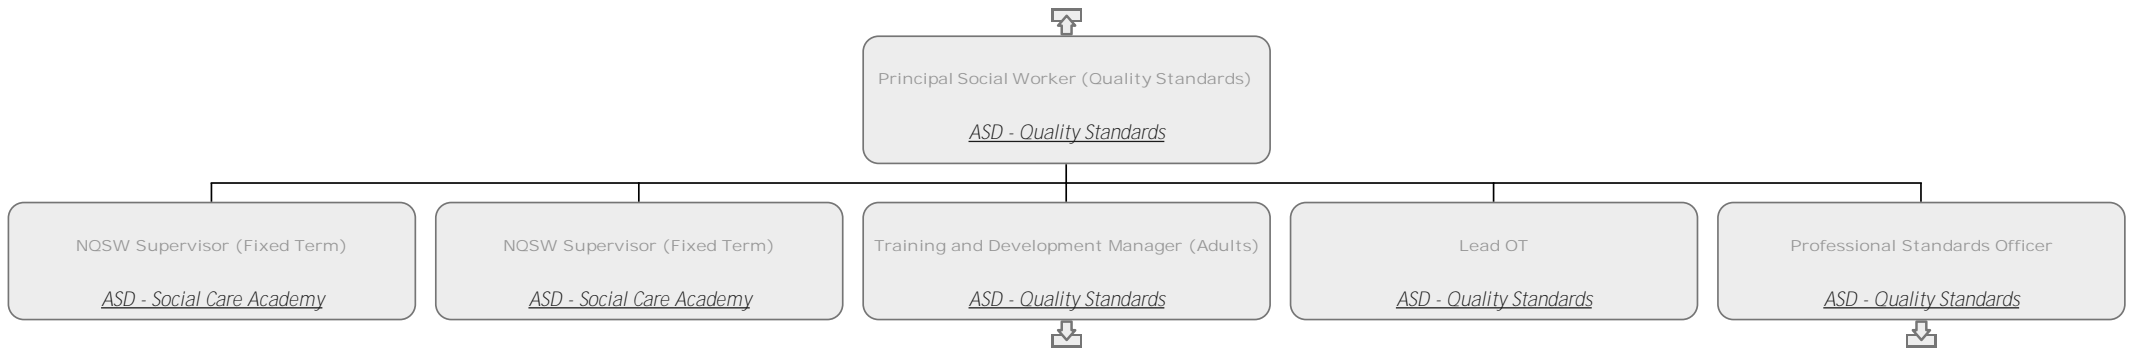 Principal Social Worker (Quality Standards)
ASD - Quality Standards
NQSW Supervisor (Fixed Term)
ASD - Social Care Academy
NQSW Supervisor (Fixed Term)
ASD - Social Care Academy
Training and Development Manager (Adults)
ASD - Quality Standards
Lead OT
ASD - Quality Standards
Professional Standards Officer
ASD - Quality Standards